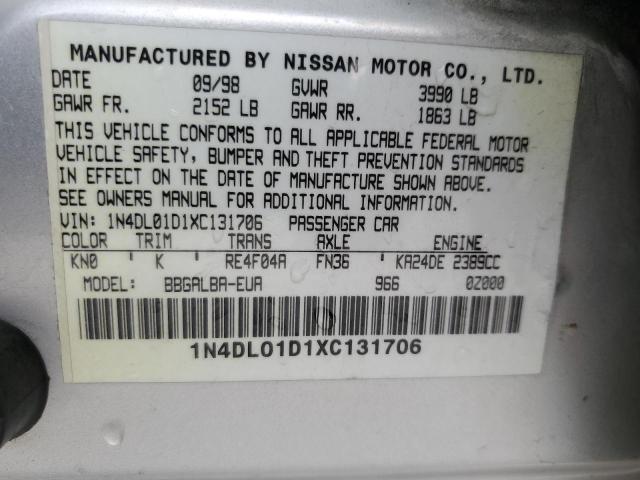 MANUFACTURED BY NISSAN MOTOR CO., LTD.
DATE 09/98 GVWR 3990 LB
GAWR FR. 2152 LB GAWR RR. 1863 LB
THIS VEHICLE CONFORMS TO ALL APPLICABLE FEDERAL MOTOR
VEHICLE SAFETY, BUMPER AND THEFT PREVENTION STANDARDS
IN EFFECT ON THE DATE OF MANUFACTURE SHOWN ABOVE.
SEE OWNERS MANUAL FOR ADDITIONAL INFORMATION.
VIN: 1N4DL01D1XC131706 PASSENGER CAR
COLOR TRIM TRANS AXLE ENGINE
KN0 ' K ' RE4F04A FN36 ' KA24DE 2389CC
MODEL: BBGALBA-EUA 966 0Z000
1N4DL01D1XC131706